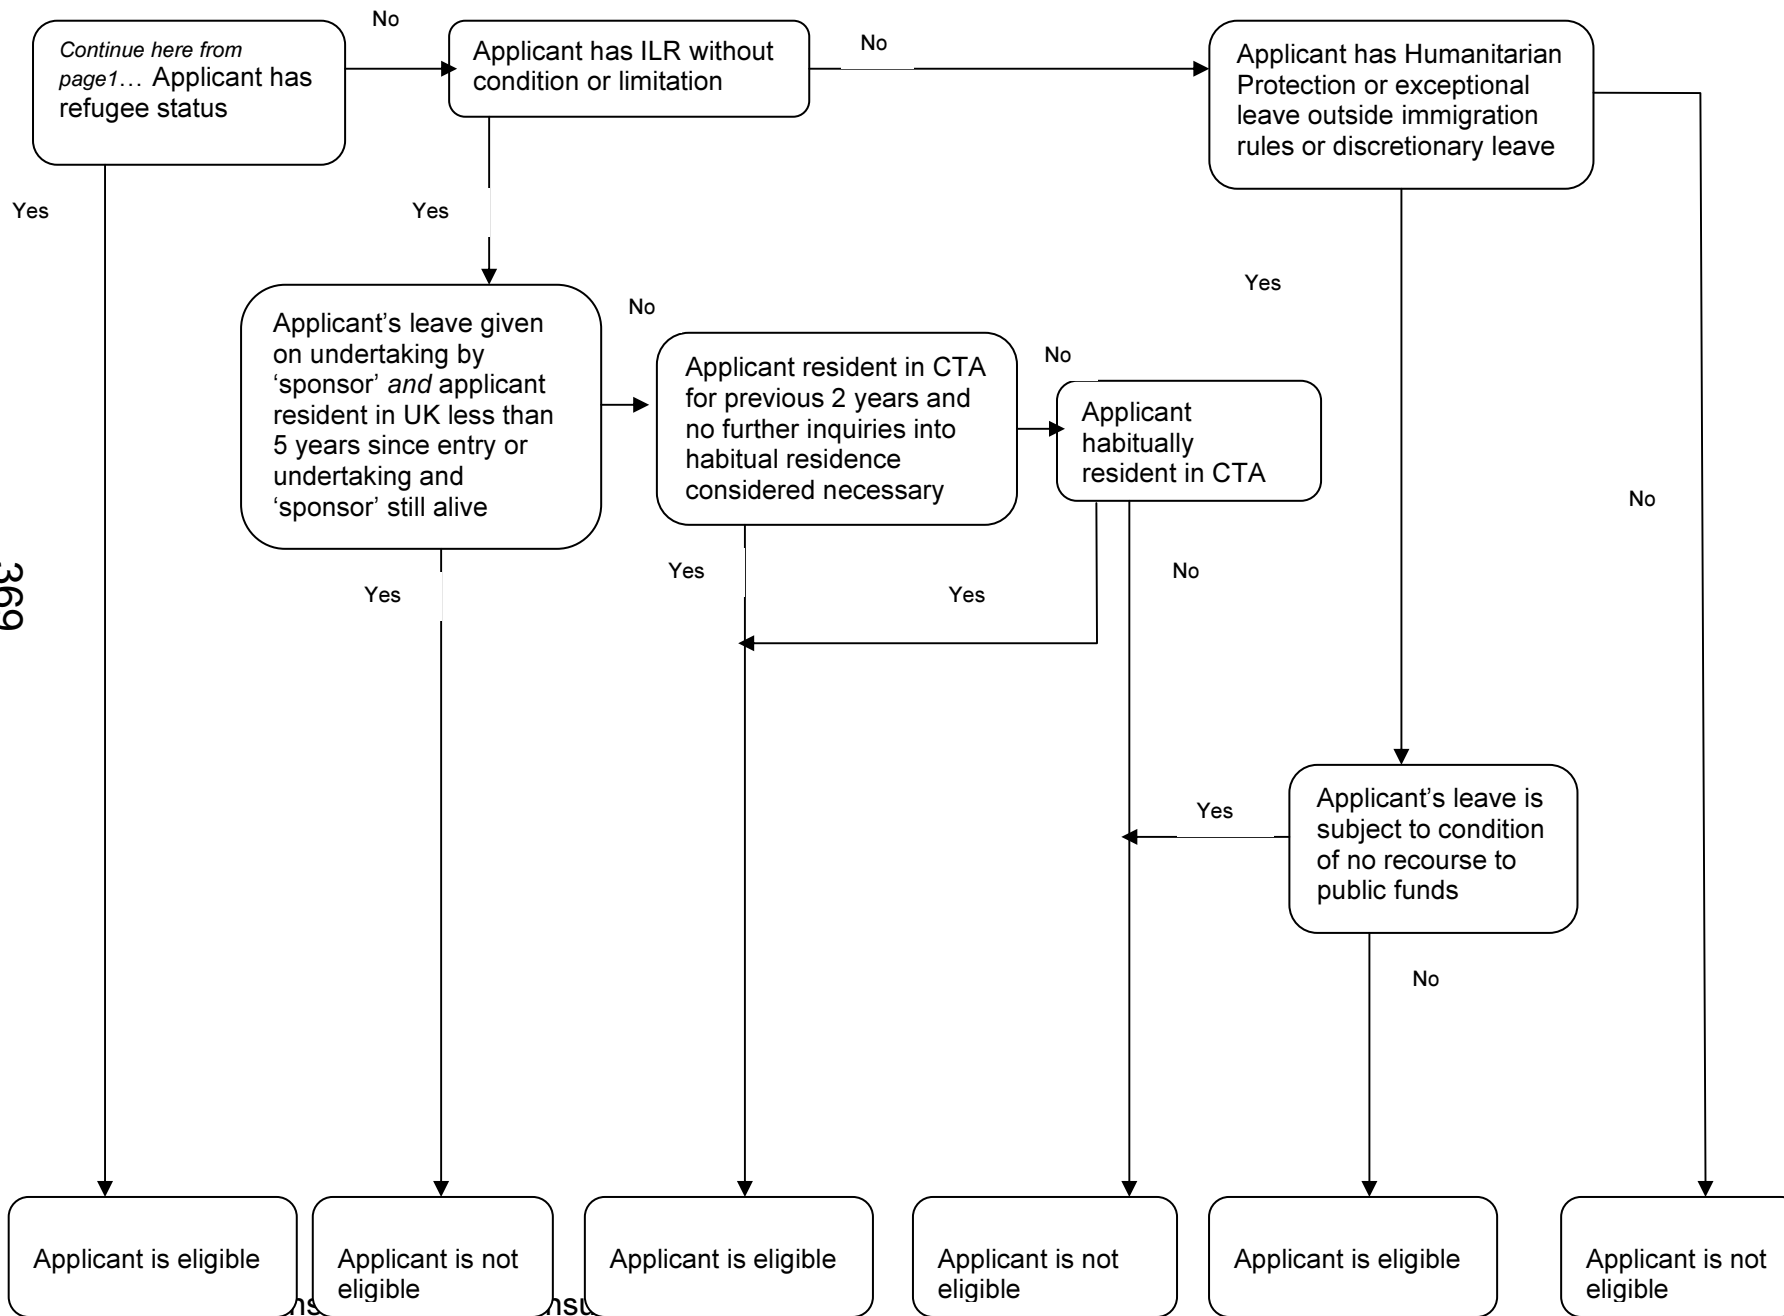 No
Continue here from
page1… Applicant has
refugee status
Applicant has ILR without
condition or limitation
No
Applicant has Humanitarian
Protection or exceptional
leave outside immigration
rules or discretionary leave
Yes
Yes
Yes
No
Applicant’s leave given
on undertaking by
‘sponsor’ and applicant
resident in UK less than
5 years since entry or
undertaking and
‘sponsor’ still alive
No
Applicant resident in CTA
for previous 2 years and
no further inquiries into
habitual residence
considered necessary
No
Applicant
habitually
resident in CTA
No
369
Yes
Yes
Yes
No
Yes
Applicant’s leave is
subject to condition
of no recourse to
public funds
No
Applicant is eligible
Applicant is not
eligible
Applicant is eligible
Applicant is not
eligible
Applicant is eligible
Applicant is not
eligible